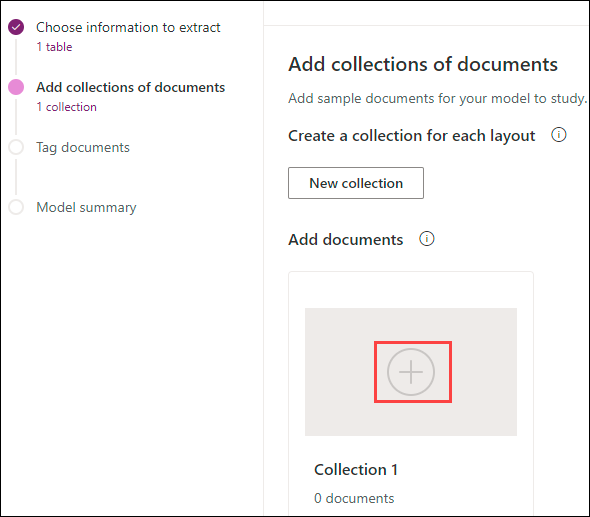 Choose information to extract
1 table
Add collections of documents
1 collection
Tag documents
Model summary
Add collections of documents
Add sample documents for your model to study.
Create a collection for each layout
New collection
Add documents
Collection 1
0 documents